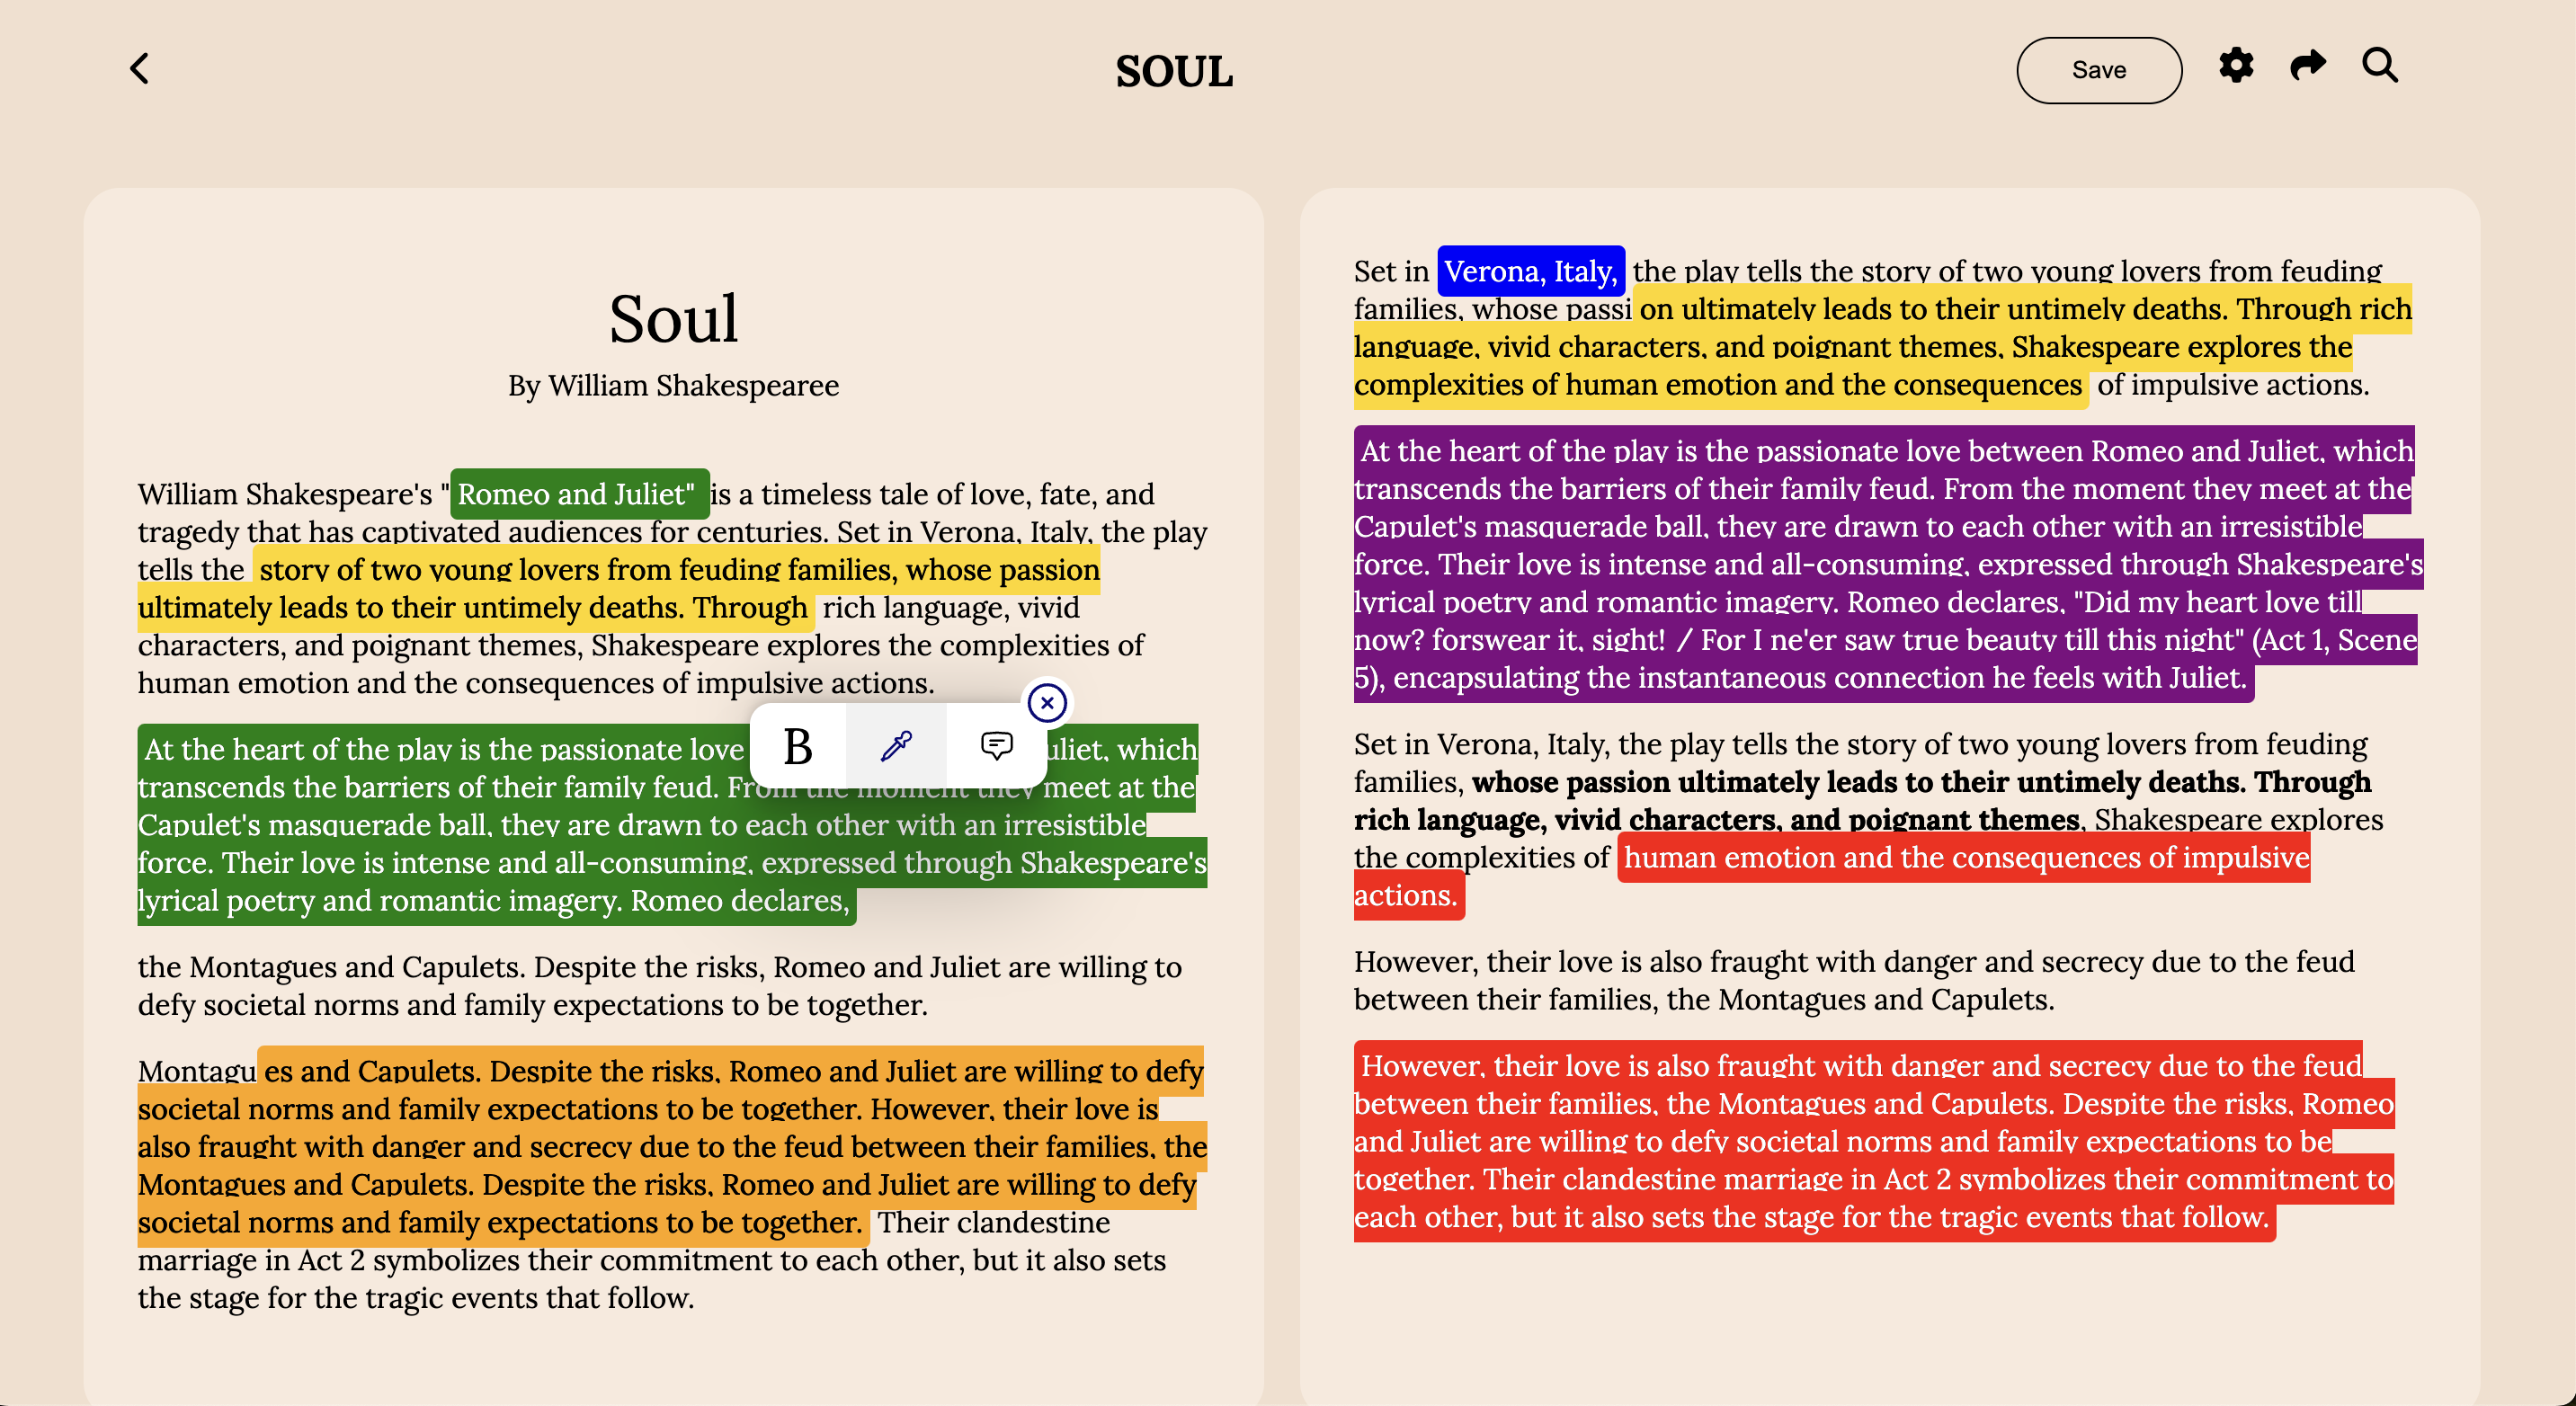 SOUL
Save
Soul
By William Shakespearee
William Shakespeare's "Romeo and Juliet" is a timeless tale of love, fate, and
tragedy that has captivated audiences for centuries. Set in Verona, Italy, the play
tells the story of two young lovers from feuding families, whose passion
ultimately leads to their untimely deaths. Through rich language, vivid
characters, and poignant themes, Shakespeare explores the complexities of
human emotion and the consequences of impulsive actions.
At the heart of the play is the passionate love uliet, which
transcends the barriers of their family feud. From the moment they meet at the
Capulet's masquerade ball, they are drawn to each other with an irresistible
force. Their love is intense and all-consuming, expressed through Shakespeare's
lyrical poetry and romantic imagery. Romeo declares,
B
the Montagues and Capulets. Despite the risks, Romeo and Juliet are willing to
defy societal norms and family expectations to be together.
Montagues and Capulets. Despite the risks, Romeo and Juliet are willing to defy
societal norms and family expectations to be together. However, their love is
also fraught with danger and secrecy due to the feud between their families, the
Montagues and Capulets. Despite the risks, Romeo and Juliet are willing to defy
societal norms and family expectations to be together. Their clandestine
marriage in Act 2 symbolizes their commitment to each other, but it also sets
the stage for the tragic events that follow.
Set in Verona, Italy, the play tells the story of two young lovers from feuding
families, whose passion ultimately leads to their untimely deaths. Through rich
language, vivid characters, and poignant themes, Shakespeare explores the
complexities of human emotion and the consequences of impulsive actions.
At the heart of the play is the passionate love between Romeo and Juliet, which
transcends the barriers of their family feud. From the moment they meet at the
Capulet's masquerade ball, they are drawn to each other with an irresistible
force. Their love is intense and all-consuming, expressed through Shakespeare's
lyrical poetry and romantic imagery. Romeo declares, "Did my heart love till
now? forswear it, sight! / For I ne'er saw true beauty till this night" (Act 1, Scene
5), encapsulating the instantaneous connection he feels with Juliet.
Set in Verona, Italy, the play tells the story of two young lovers from feuding
families, whose passion ultimately leads to their untimely deaths. Through
rich language, vivid characters, and poignant themes, Shakespeare explores
the complexities of human emotion and the consequences of impulsive
actions.
However, their love is also fraught with danger and secrecy due to the feud
between their families, the Montagues and Capulets.
However, their love is also fraught with danger and secrecy due to the feud
between their families, the Montagues and Capulets. Despite the risks, Romeo
and Juliet are willing to defy societal norms and family expectations to be
together. Their clandestine marriage in Act 2 symbolizes their commitment to
each other, but it also sets the stage for the tragic events that follow.